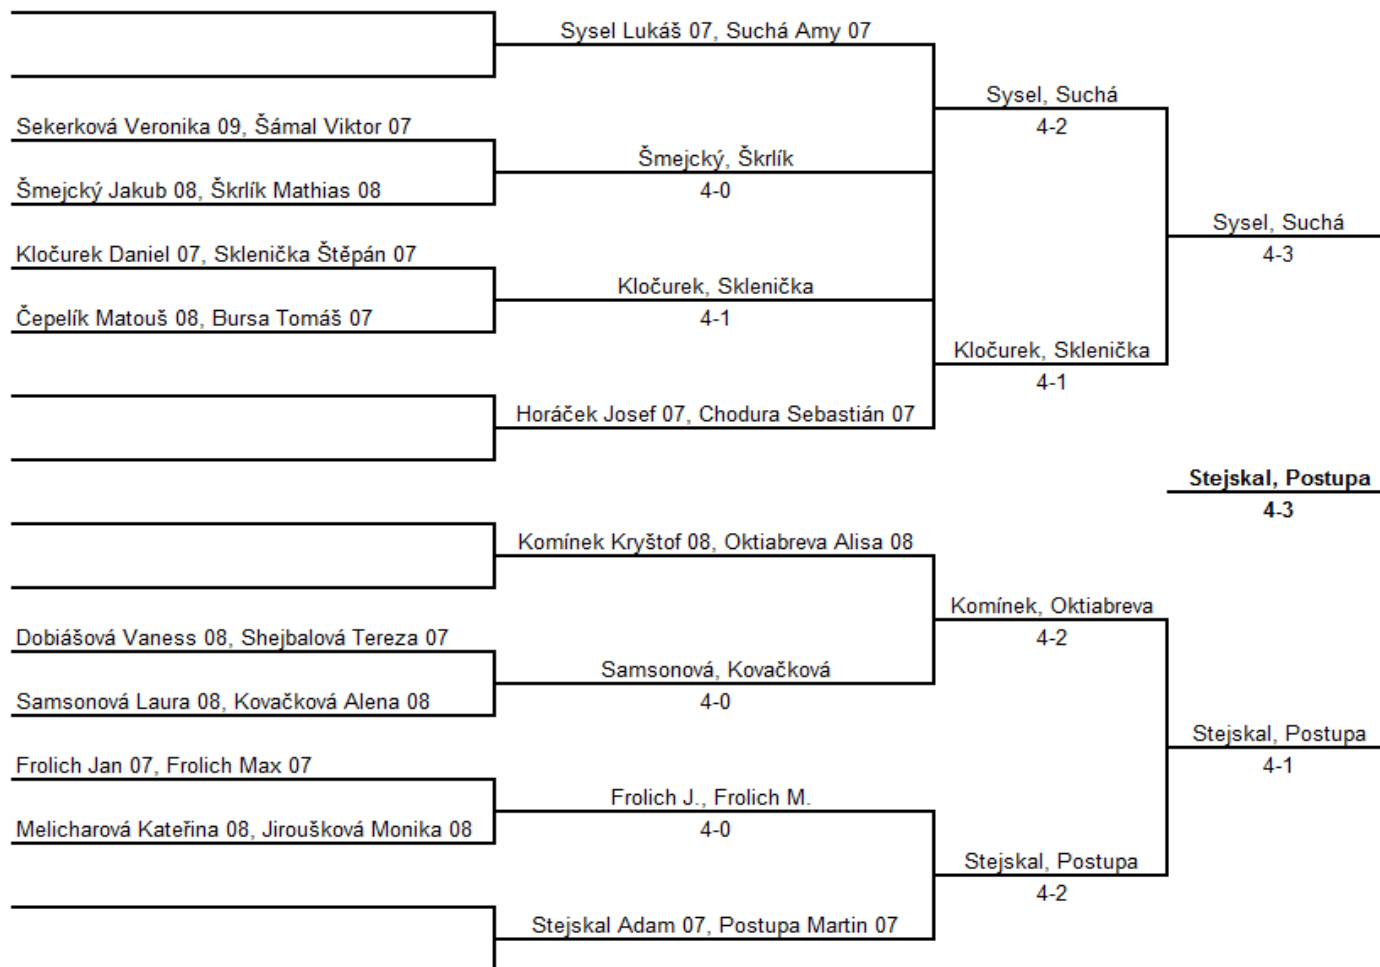 Sysel Lukáš 07, Suchá Amy 07
Sysel, Suchá
4-2
Sekerková Veronika 09, Šámal Viktor 07
Šmejcký, Škrlík
4-0
Šmejcký Jakub 08, Škrlík Mathias 08
Sysel, Suchá
4-3
Kločurek Daniel 07, Sklenička Štěpán 07
Kločurek, Sklenička
4-1
Čepelík Matouš 08, Bursa Tomáš 07
Kločurek, Sklenička
4-1
Horáček Josef 07, Chodura Sebastián 07
Stejskal, Postupa
4-3
Komínek Kryštof 08, Oktiabreva Alisa 08
Komínek, Oktiabreva
4-2
Dobiášová Vaness 08, Shejbalová Tereza 07
Samsonová, Kovačková
4-0
Samsonová Laura 08, Kovačková Alena 08
Stejskal, Postupa
4-1
Frolich Jan 07, Frolich Max 07
Frolich J., Frolich M.
4-0
Melicharová Kateřina 08, Jiroušková Monika 08
Stejskal, Postupa
4-2
Stejskal Adam 07, Postupa Martin 07